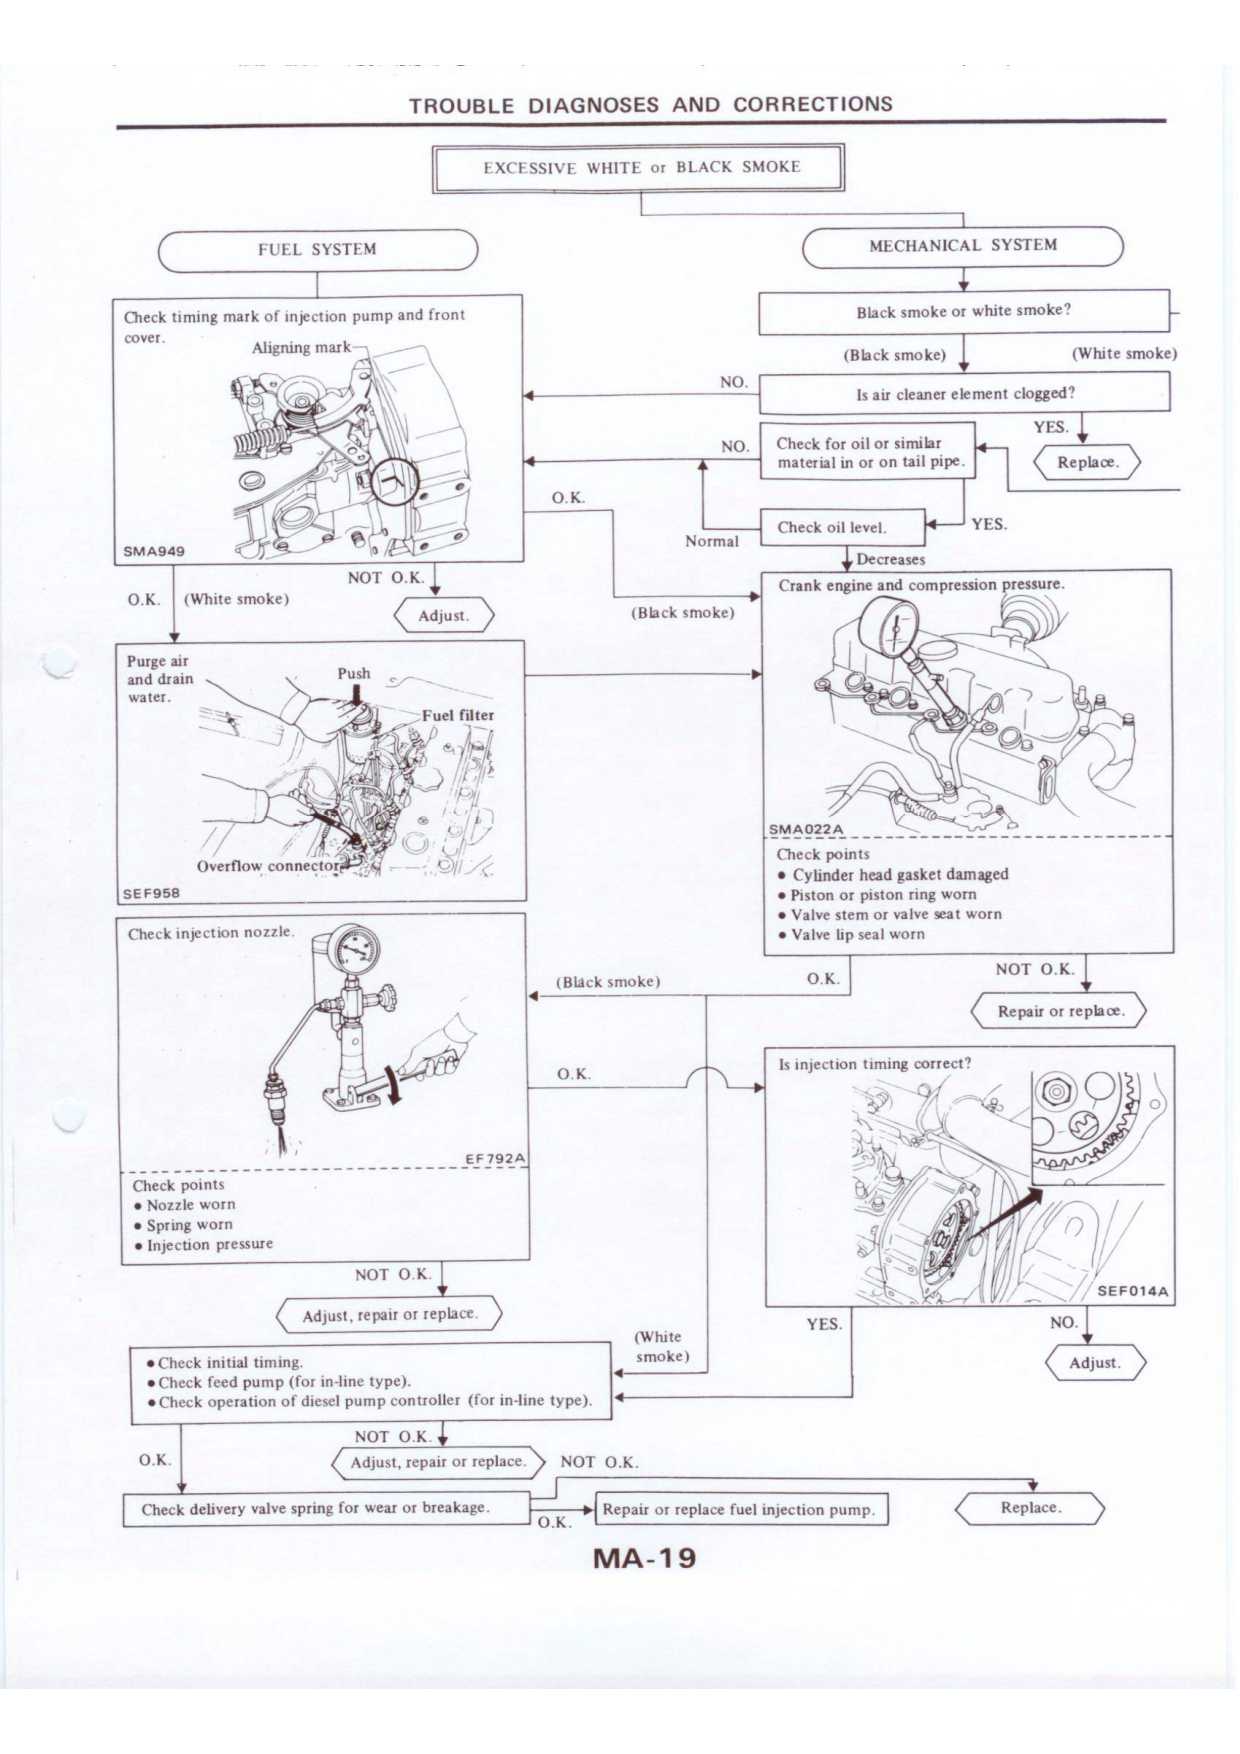 TROUBLE DIAGNOSES AND CORRECTIONS
EXCESSIVE WHITE or BLACK SMOKE
FUEL SYSTEM
MECHANICAL SYSTEM
Check timing mark of injection pump and front
cover.
Aligning mark
SMA949
Black smoke or white smoke?
(Black smoke)
(White smoke)
NO.
Is air cleaner element clogged?
YES.
Replace.
NO.
Check for oil or similar
material in or on tail pipe.
O.K.
YES.
Check oil level.
Normal
Decreases
NOT O.K.
Adjust.
O.K.
(White smoke)
(Black smoke)
Crank engine and compression pressure.
SMA022A
Check points
● Cylinder head gasket damaged
● Piston or piston ring worn
● Valve stem or valve seat worn
● Valve lip seal worn
Purge air
and drain
water.
Push
Fuel filter
Overflow connector
SEF958
Check injection nozzle.
EF792A
Check points
● Nozzle worn
● Spring worn
● Injection pressure
(Black smoke)
O.K.
NOT O.K.
Repair or replace.
O.K.
Is injection timing correct?
SEF014A
NOT O.K.
Adjust, repair or replace.
(White
smoke)
YES.
NO.
Adjust.
● Check initial timing.
● Check feed pump (for in-line type).
● Check operation of diesel pump controller (for in-line type).
NOT O.K.
O.K.
Adjust, repair or replace.
NOT O.K.
Check delivery valve spring for wear or breakage.
O.K.
Repair or replace fuel injection pump.
Replace.
MA-19